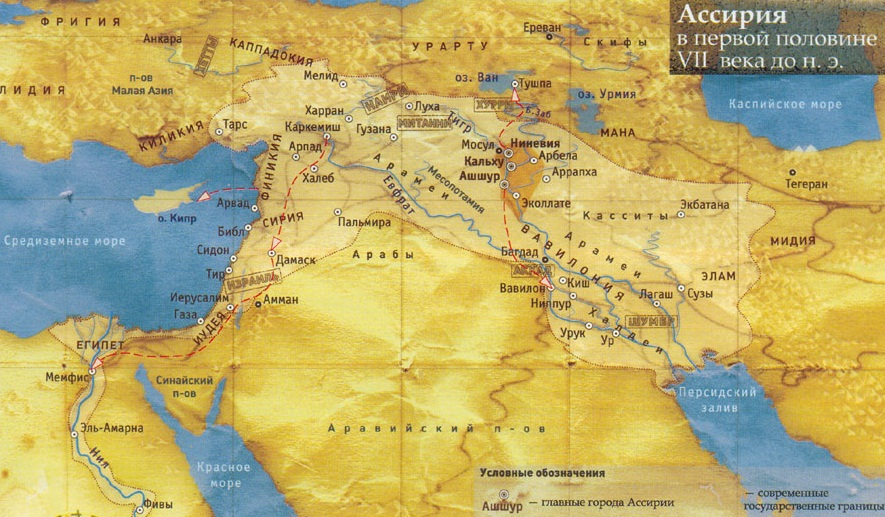 Ассирия
в первой половине
VII века до н. э.
ФРИГИЯ
Анкара
ХЕТТЫ
КАППАДОКИЯ
УРАРТУ
Ереван
Скифы
ЛИДИЯ
п-ов
Малая Азия
Мелид
НАИРИ
оз. Ван
Тушпа
оз. Урмия
Каспийское море
КИЛИКИЯ
Тарс
Харран
Каркемиш
Гузана
Луха
МИТАННИ
Тигр
ХУРРИ
Б. Заб
МАНА
Арпад
Халеб
Арамеи
Евфрат
Месопотамия
Мосул
Ниневия
Кальху
Арбела
Ашшур
Аррапха
Тегеран
ФИНИКИЯ
Арвад
о. Кипр
Эколлате
Касситы
Экбатана
Средиземное море
Библ
СИРИЯ
Пальмира
Арабы
ВАВИЛОНИЯ
Арамеи
МИДИЯ
Сидон
Тир
Дамаск
Багдад
АККАД
ЭЛАМ
ИЗРАИЛЬ
Вавилон
Киш
Ниппур
Лагаш
Сузы
Иерусалим
Амман
Газа
ИУДЕЯ
Халдеи
ШУМЕР
Урук
Ур
ЕГИПЕТ
Мемфис
Синайский
п-ов
Персидский
залив
Эль-Амарна
Нил
Аравийский п-ов
Красное
море
Фивы
Условные обозначения
Ашшур
— главные города Ассирии
— современные
государственные границы